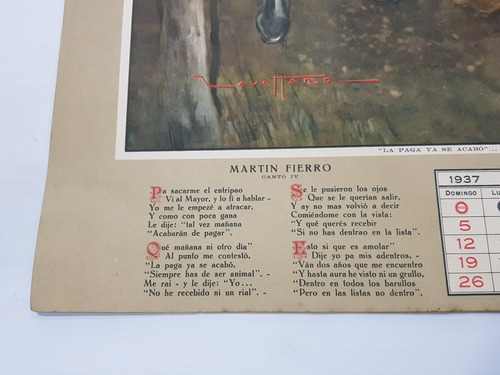 "LA PAGA YA SE ACABÓ"...
MARTIN FIERRO
CANTO IV
Pa sacarme el entripao
Vi al Mayor, y lo fi a hablar -
Yo me le empezé a atracar,
Y como con poca gana
Le dije: "tal vez mañana
"Acabarán de pagar".
Qué mañana ni otro dia"
Al punto me contestó,
"La paga ya se acabó,
"Siempre has de ser animal". -
Me rai - y le dije: "Yo...
"No he recebido ni un rial". -
Se le pusieron los ojos
Que se le querian salir,
Y ay no mas volvió a decir
Comiéndome con la vista:
"Y qué querés recebir
"Si no has dentrao en la lista".
Esto si que es amolar"
Dije yo pa mis adentros. -
"Ván dos años que me encuentro
"Y hasta aura he visto ni un grullo,
"Dentro en todos los barullos
"Pero en las listas no dentro".
1937
DOMINGO LU
5
12
19
26